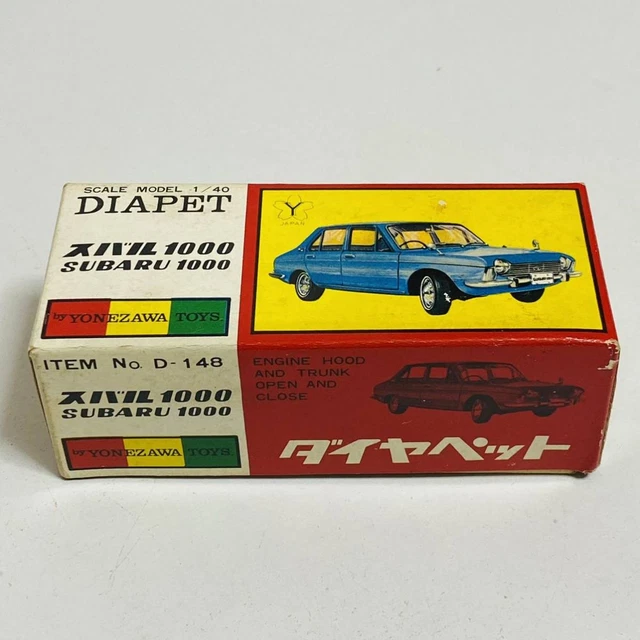 SCALE MODEL 1/40
DIAPET
スバル1000
SUBARU 1000
by YONEZAWA TOYS.
Y
JAPAN
ITEM No. D-148
スバル1000
SUBARU 1000
by YONEZAWA TOYS.
ENGINE HOOD
AND TRUNK
OPEN AND
CLOSE
ダイヤペット